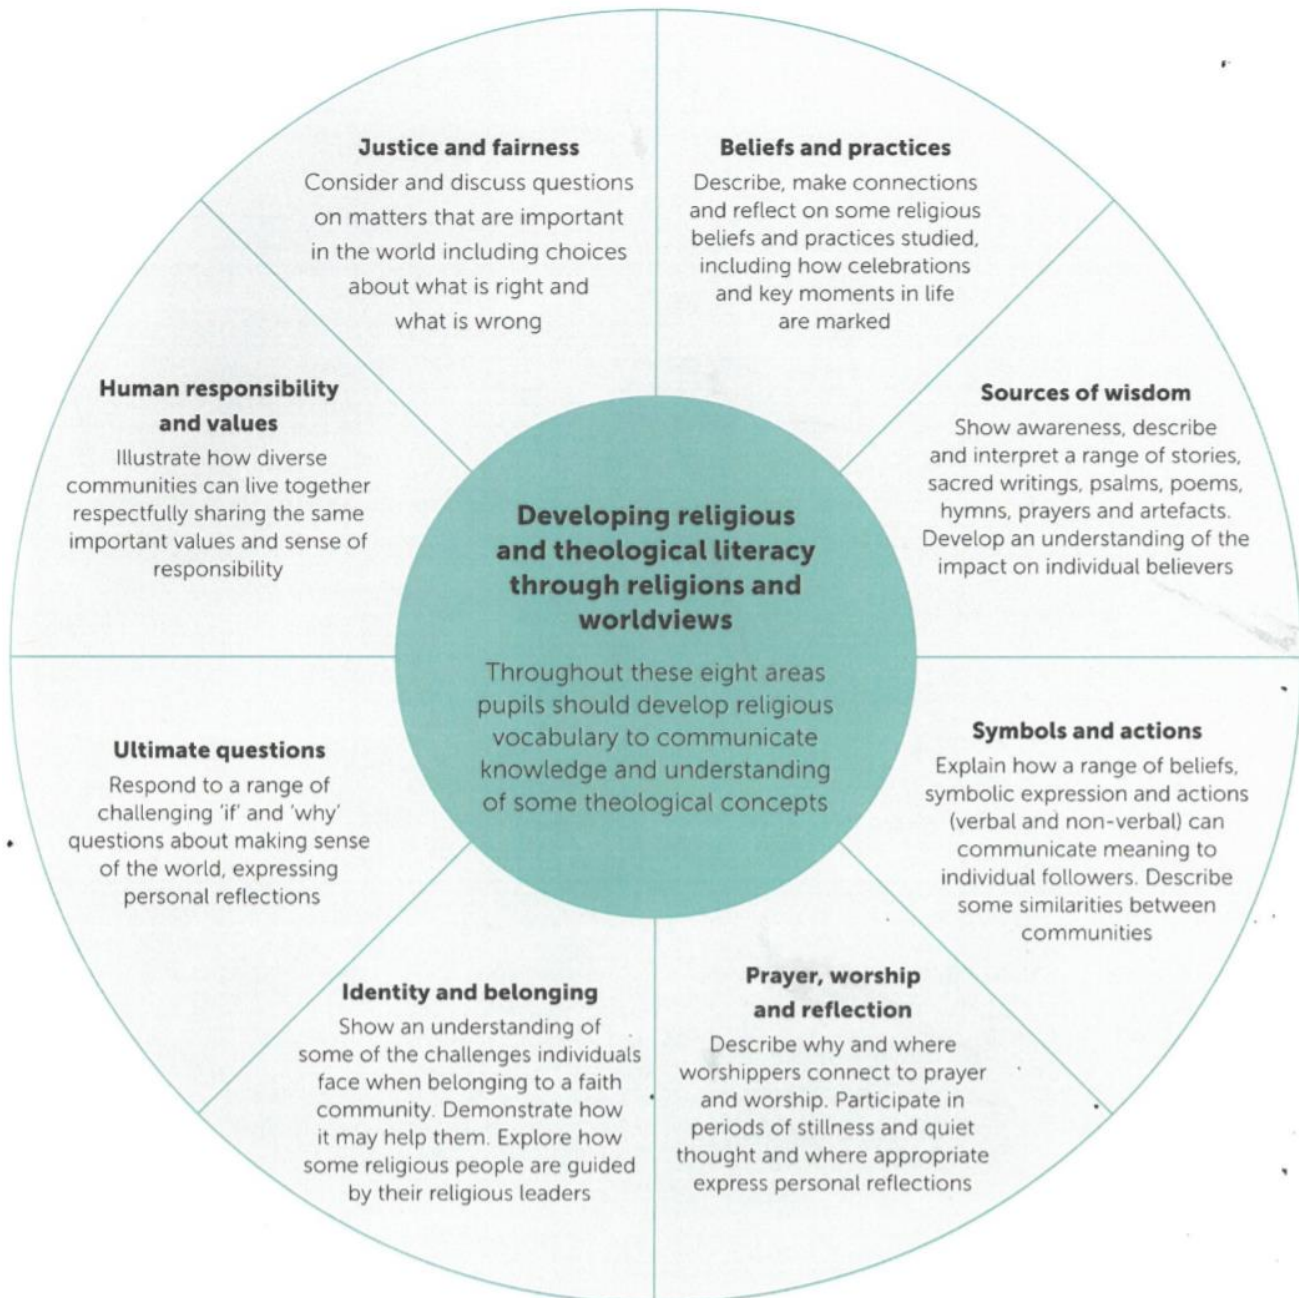 Justice and fairness
Consider and discuss questions
on matters that are important
in the world including choices
about what is right and
what is wrong
Beliefs and practices
Describe, make connections
and reflect on some religious
beliefs and practices studied,
including how celebrations
and key moments in life
are marked
Sources of wisdom
Show awareness, describe
and interpret a range of stories,
sacred writings, psalms, poems,
hymns, prayers and artefacts.
Develop an understanding of the
impact on individual believers
Symbols and actions
Explain how a range of beliefs,
symbolic expression and actions
(verbal and non-verbal) can
communicate meaning to
individual followers. Describe
some similarities between
communities
Prayer, worship
and reflection
Describe why and where
worshippers connect to prayer
and worship. Participate in
periods of stillness and quiet
thought and where appropriate
express personal reflections
Identity and belonging
Show an understanding of
some of the challenges individuals
face when belonging to a faith
community. Demonstrate how
it may help them. Explore how
some religious people are guided
by their religious leaders
Ultimate questions
Respond to a range of
challenging 'if' and 'why'
questions about making sense
of the world, expressing
personal reflections
Human responsibility
and values
Illustrate how diverse
communities can live together
respectfully sharing the same
important values and sense of
responsibility
Developing religious
and theological literacy
through religions and
worldviews
Throughout these eight areas
pupils should develop religious
vocabulary to communicate
knowledge and understanding
of some theological concepts